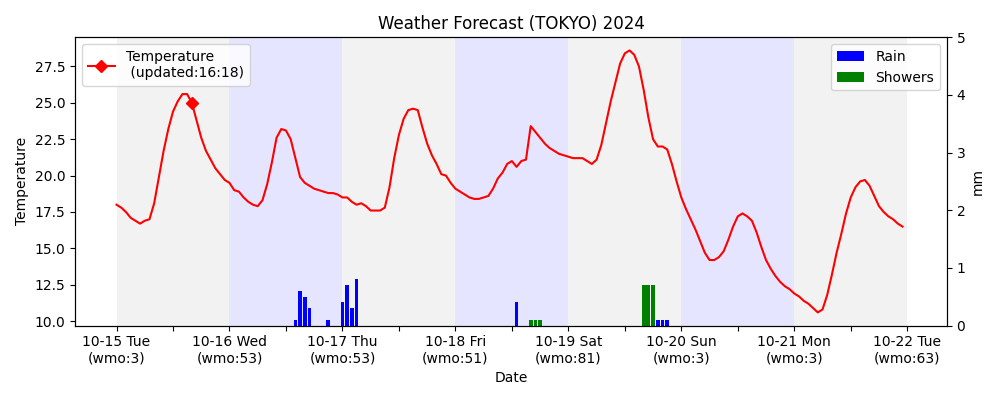 Weather Forecast (TOKYO) 2024
Temperature
(updated:16:18)
Rain
Showers
Temperature
27.5
25.0
22.5
20.0
17.5
15.0
12.5
10.0
5
4
3
2
1
0
mm
10-15 Tue
(wmo:3)
10-16 Wed
(wmo:53)
10-17 Thu
(wmo:53)
10-18 Fri
(wmo:51)
10-19 Sat
(wmo:81)
10-20 Sun
(wmo:3)
10-21 Mon
(wmo:3)
10-22 Tue
(wmo:63)
Date